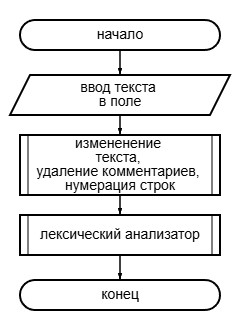 начало
ввод текста
в поле
измененение
текста,
удаление комментариев,
нумерация строк
лексический анализатор
конец